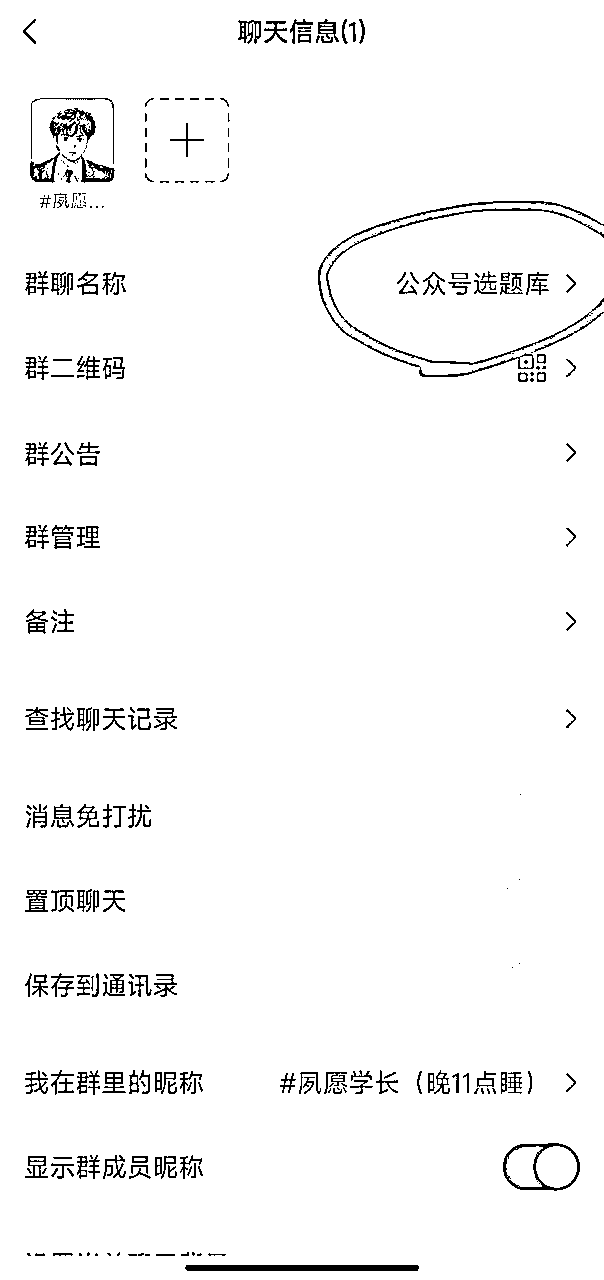 聊天信息(1)
#夙愿...
群聊名称 公众号选题库
群二维码
群公告
群管理
备注
查找聊天记录
消息免打扰
置顶聊天
保存到通讯录
我在群里的昵称 #夙愿学长（晚11点睡）
显示群成员昵称